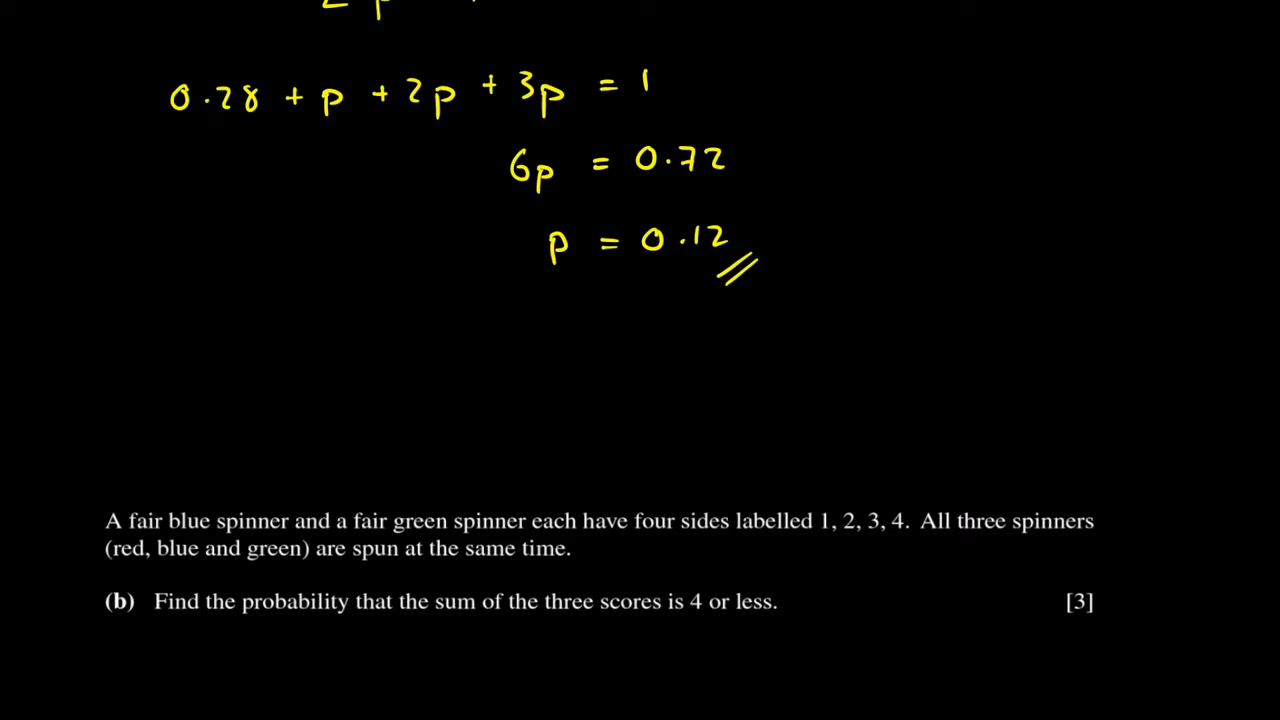 0.28 + p + 2p + 3p = 1
6p = 0.72
p = 0.12
A fair blue spinner and a fair green spinner each have four sides labelled 1, 2, 3, 4. All three spinners
(red, blue and green) are spun at the same time.
(b) Find the probability that the sum of the three scores is 4 or less. [3]